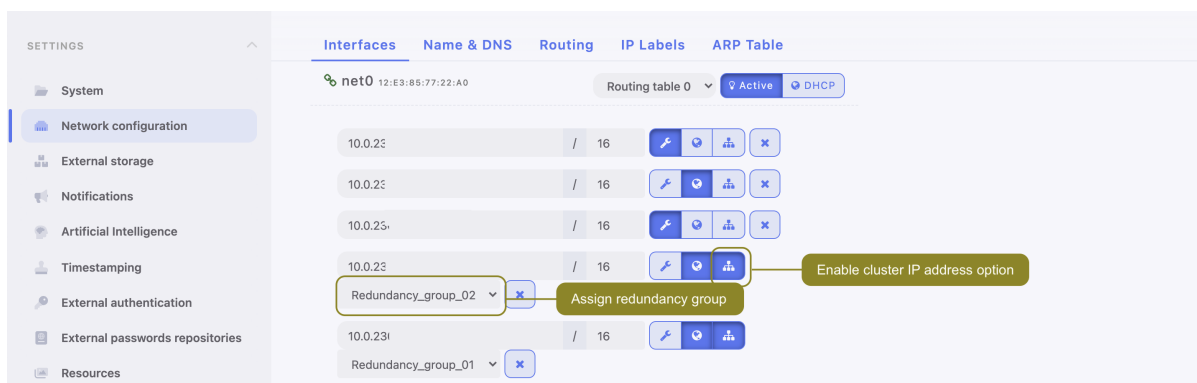 SETTINGS
Interfaces Name & DNS Routing IP Labels ARP Table
net0 12:E3:85:77:22:A0
Routing table 0 Active DHCP
System
Network configuration
External storage
Notifications
Artificial Intelligence
Timestamping
External authentication
External passwords repositories
Resources
10.0.23 / 16
10.0.23 / 16
10.0.23 / 16
10.0.23 / 16
Enable cluster IP address option
Redundancy_group_02
Assign redundancy group
10.0.23 / 16
Redundancy_group_01